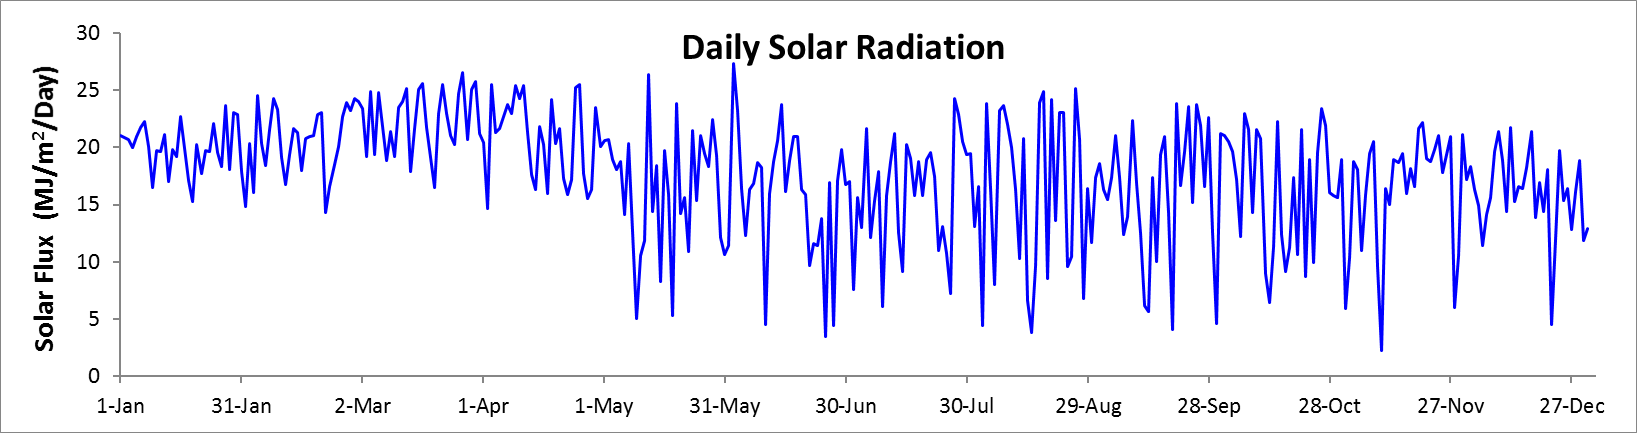 Daily Solar Radiation
Solar Flux (MJ/m²/Day)
30
25
20
15
10
5
0
1-Jan 31-Jan 2-Mar 1-Apr 1-May 31-May 30-Jun 30-Jul 29-Aug 28-Sep 28-Oct 27-Nov 27-Dec